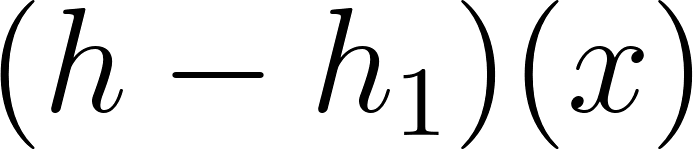 (h − h₁)(x)